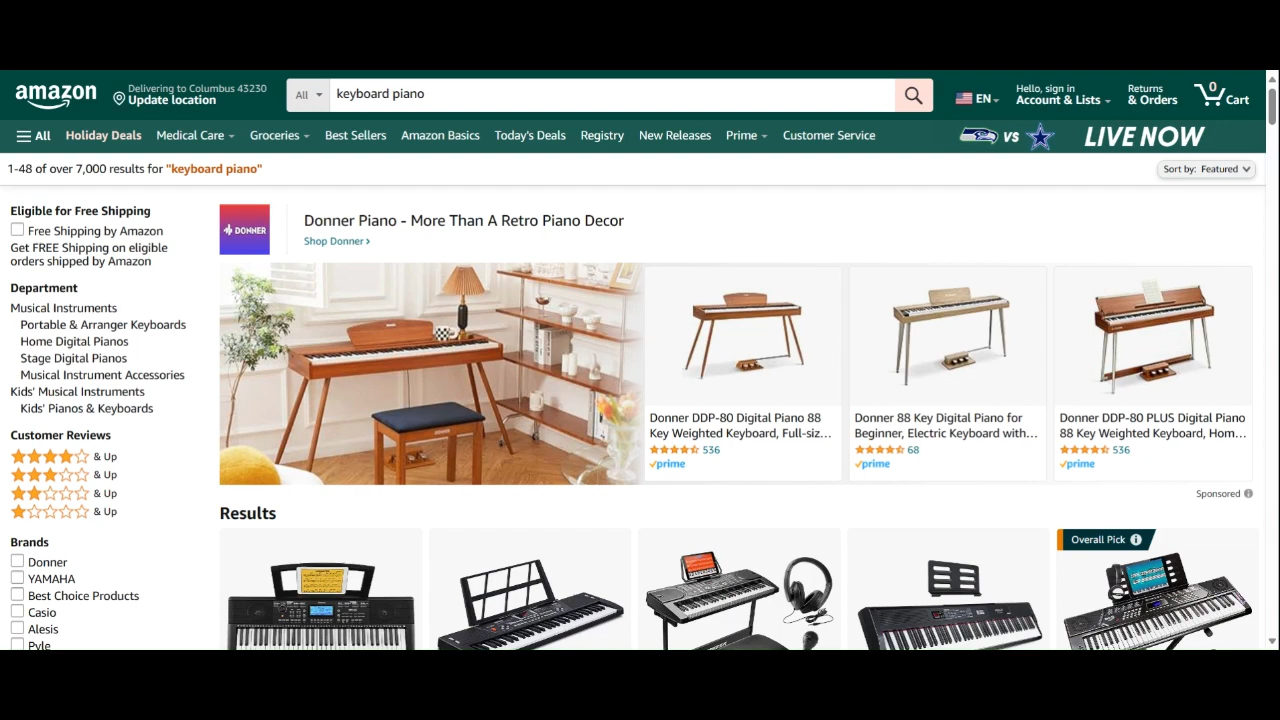 amazon
Delivering to Columbus 43230
Update location
All
keyboard piano
EN
Hello, sign in
Account & Lists
Returns
& Orders
0
Cart
All
Holiday Deals
Medical Care
Groceries
Best Sellers
Amazon Basics
Today's Deals
Registry
New Releases
Prime
Customer Service
VS
LIVE NOW
1-48 of over 7,000 results for "keyboard piano"
Sort by: Featured
Eligible for Free Shipping
Free Shipping by Amazon
Get FREE Shipping on eligible
orders shipped by Amazon
Department
Musical Instruments
Portable & Arranger Keyboards
Home Digital Pianos
Stage Digital Pianos
Musical Instrument Accessories
Kids' Musical Instruments
Kids' Pianos & Keyboards
Customer Reviews
& Up
& Up
& Up
& Up
Brands
Donner
YAMAHA
Best Choice Products
Casio
Alesis
Pyle
DONNER
Donner Piano - More Than A Retro Piano Decor
Shop Donner
Donner DDP-80 Digital Piano 88
Key Weighted Keyboard, Full-siz...
536
prime
Donner 88 Key Digital Piano for
Beginner, Electric Keyboard with...
68
prime
Donner DDP-80 PLUS Digital Piano
88 Key Weighted Keyboard, Hom...
536
prime
Sponsored
Results
Overall Pick